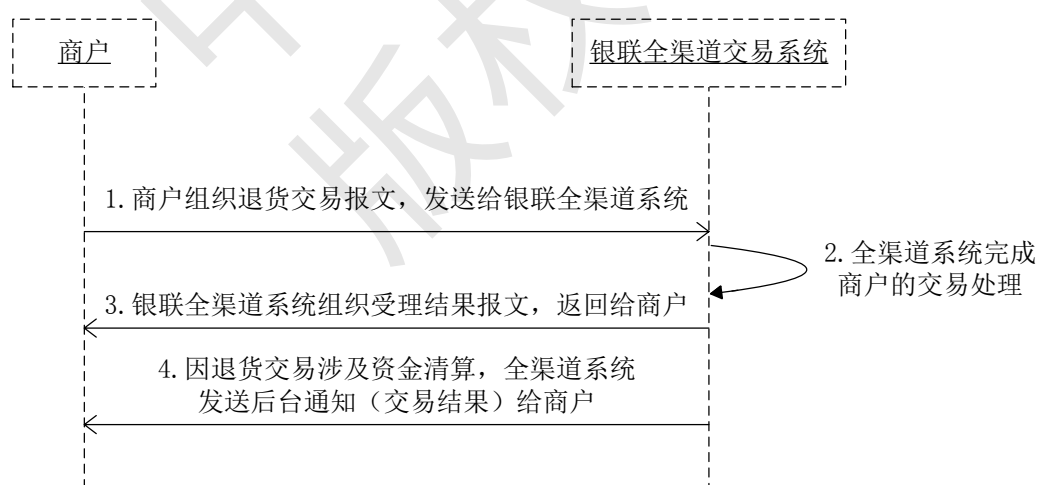 商户
银联全渠道交易系统
1.商户组织退货交易报文，发送给银联全渠道系统
2.全渠道系统完成
商户的交易处理
3.银联全渠道系统组织受理结果报文，返回给商户
4.因退货交易涉及资金清算，全渠道系统
发送后台通知（交易结果）给商户
版权